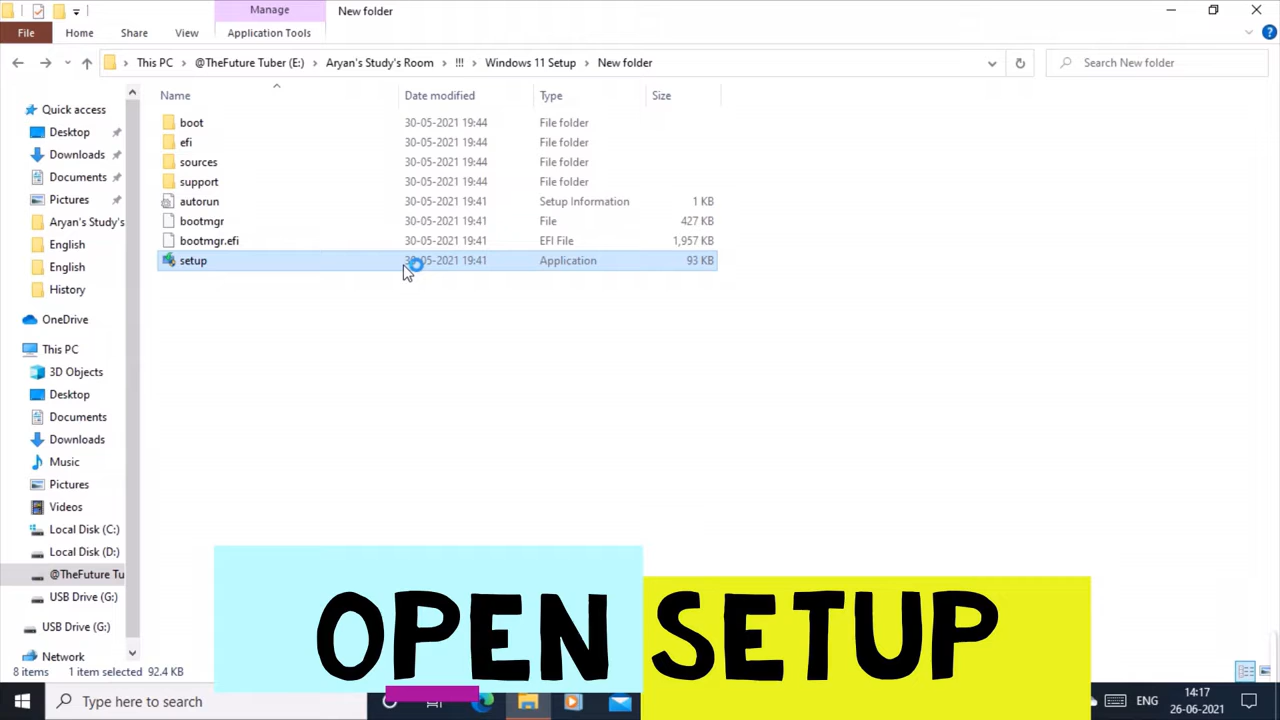 Manage
New folder
File
Home
Share
View
Application Tools
This PC
@TheFuture Tuber (E:)
Aryan's Study's Room
!!!
Windows 11 Setup
New folder
Search New folder
Name
Date modified
Type
Size
Quick access
Desktop
Downloads
Documents
Pictures
Aryan's Study's
English
English
History
OneDrive
This PC
3D Objects
Desktop
Documents
Downloads
Music
Pictures
Videos
Local Disk (C:)
Local Disk (D:)
@TheFuture Tu
USB Drive (G:)
USB Drive (G:)
Network
boot 30-05-2021 19:44 File folder
efi 30-05-2021 19:44 File folder
sources 30-05-2021 19:44 File folder
support 30-05-2021 19:44 File folder
autorun 30-05-2021 19:41 Setup Information 1 KB
bootmgr 30-05-2021 19:41 File 427 KB
bootmgr.efi 30-05-2021 19:41 EFI File 1,957 KB
setup 30-05-2021 19:41 Application 93 KB
OPEN SETUP
8 items 1 item selected 92.4 KB
Type here to search
ENG
14:17
26-06-2021